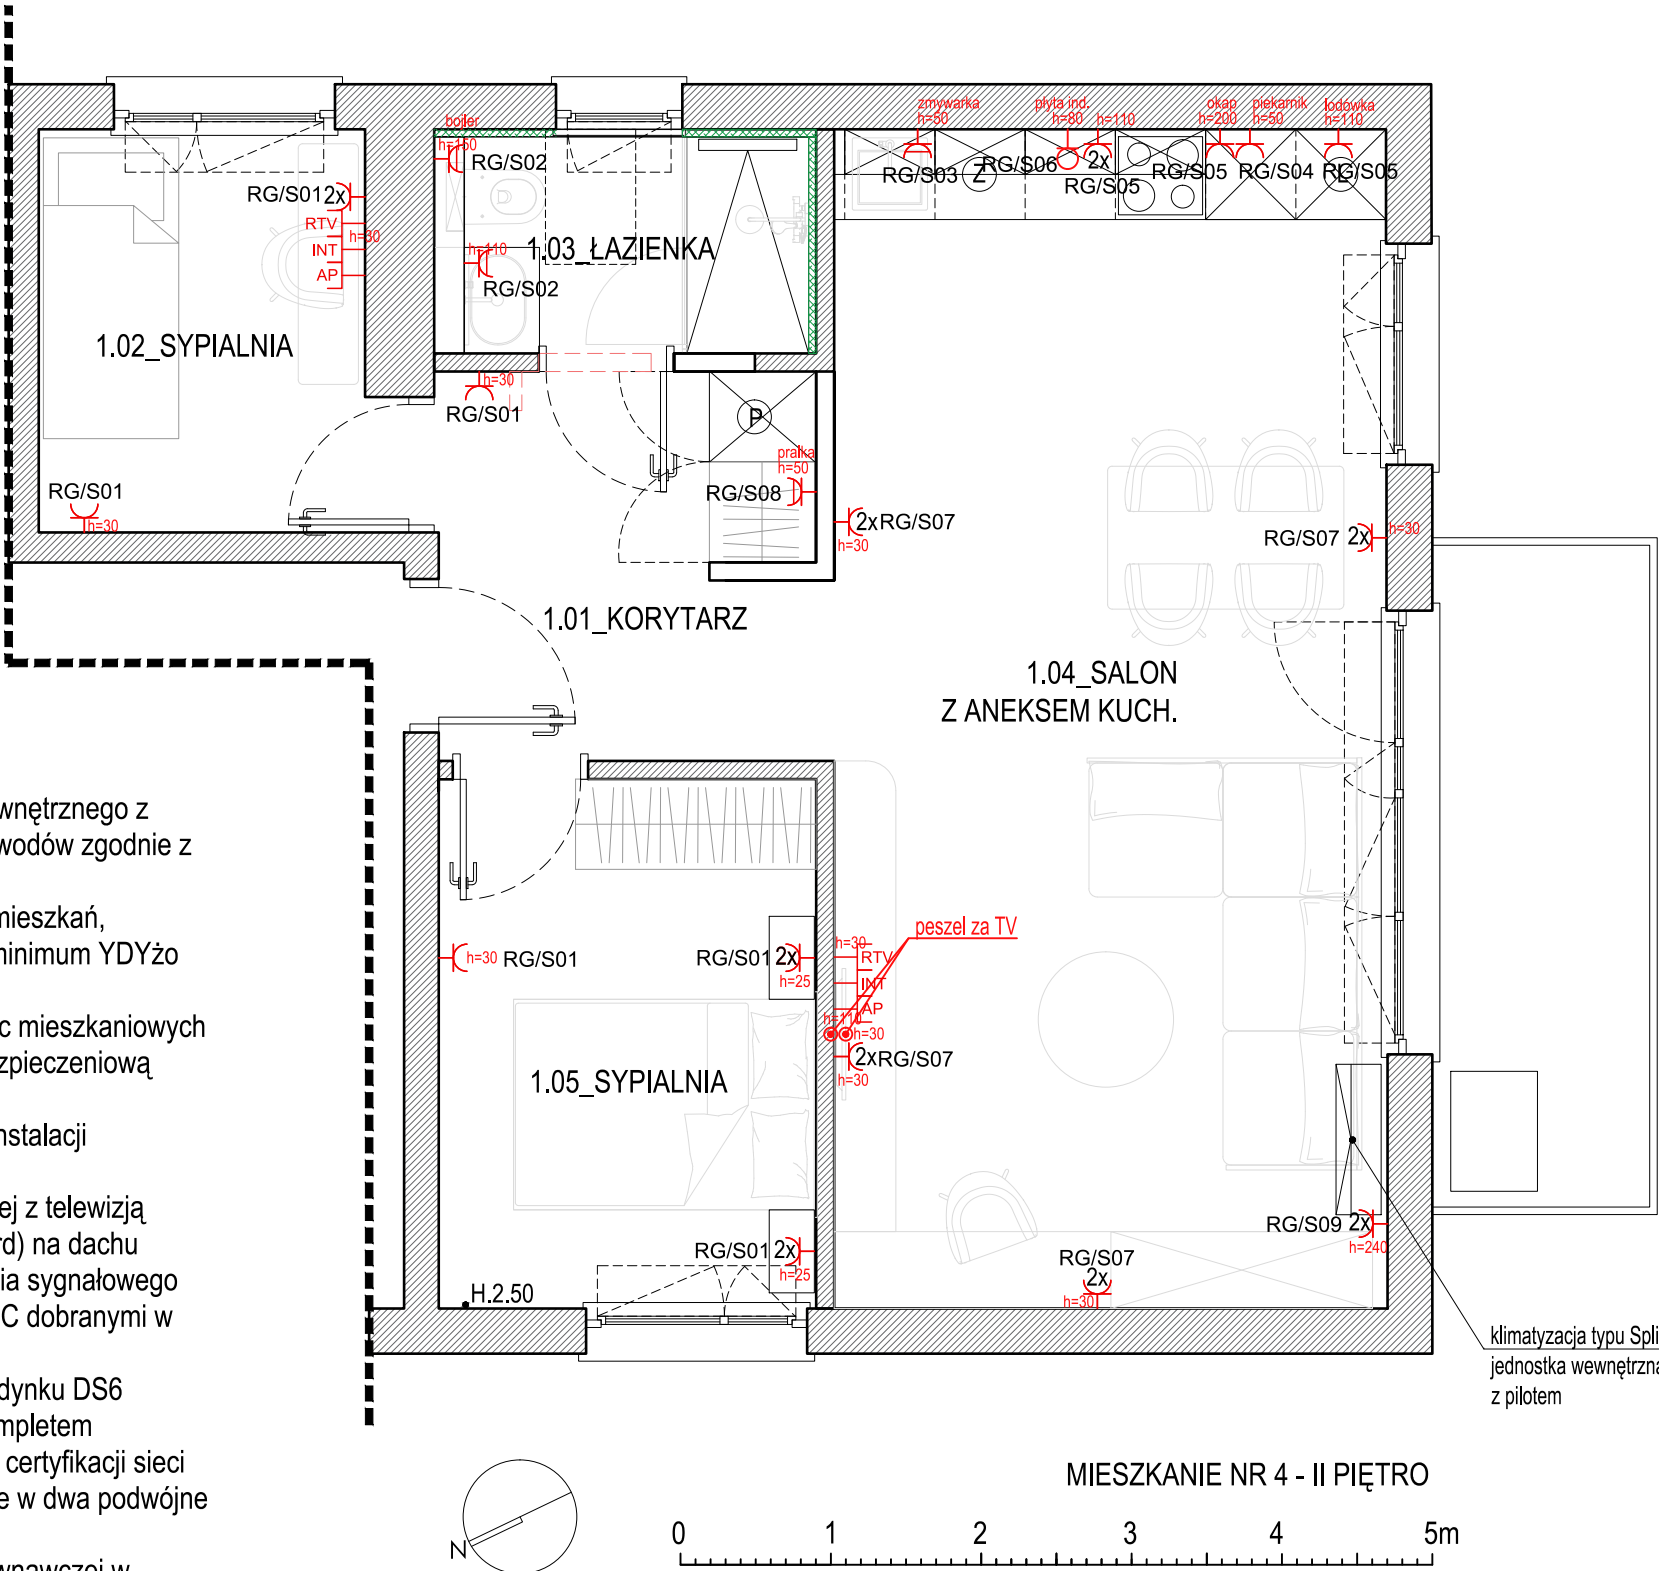 zmywarka
h=50
płyta ind.
h=80
h=110
okap
h=200
piekarnik
h=50
lodówka
h=110
bojler
h=150
RG/S02
RG/S03
Z
RG/S06
2x
RG/S05
RG/S05
RG/S04
L
RG/S05
RG/S01 2x
RTV
h=30
INT
AP
h=110
1.03_ŁAZIENKA
RG/S02
1.02_SYPIALNIA
h=30
RG/S01
P
pralka
h=50
RG/S08
RG/S01
h=30
2x RG/S07
h=30
RG/S07 2x
h=30
1.01_KORYTARZ
1.04_SALON
Z ANEKSEM KUCH.
wnętrznego z
wodów zgodnie z
mieszkań,
minimum YDYżo
c mieszkaniowych
zpieczeniową
nstalacji
ej z telewizją
rd) na dachu
ia sygnałowego
C dobranymi w
dynku DS6
mpletem
certyfikacji sieci
e w dwa podwójne
wnawczej w
peszel za TV
h=30 RG/S01
RG/S01 2x
h=25
h=30
RTV
INT
AP
h=110
h=30
2x RG/S07
h=30
1.05_SYPIALNIA
RG/S01 2x
h=25
H.2.50
RG/S07
2x
h=30
RG/S09 2x
h=240
klimatyzacja typu Spli
jednostka wewnętrzna
z pilotem
MIESZKANIE NR 4 - II PIĘTRO
N
0 1 2 3 4 5m